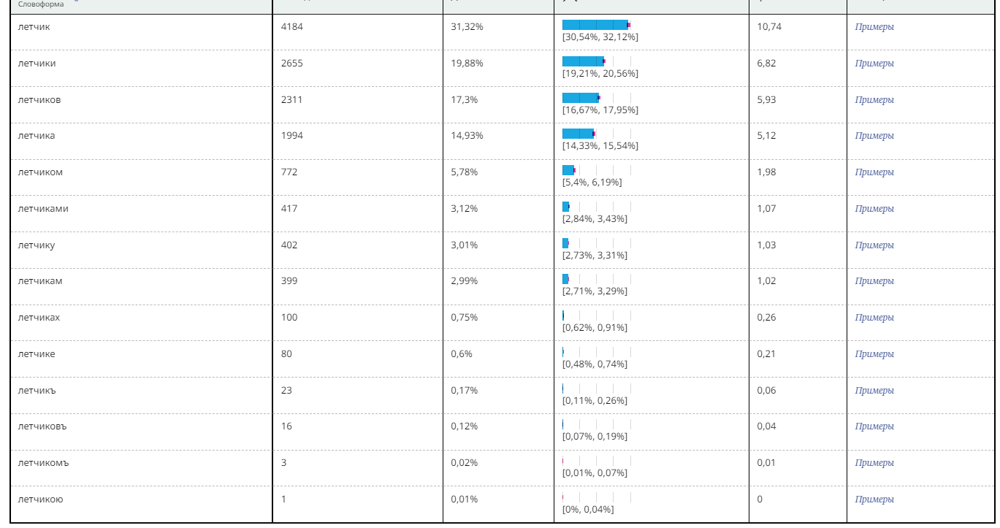 Словоформа
летчик 4184 31,32% 10,74 Примеры
[30,54%, 32,12%]
летчики 2655 19,88% 6,82 Примеры
[19,21%, 20,56%]
летчиков 2311 17,3% 5,93 Примеры
[16,67%, 17,95%]
летчика 1994 14,93% 5,12 Примеры
[14,33%, 15,54%]
летчиком 772 5,78% 1,98 Примеры
[5,4%, 6,19%]
летчиками 417 3,12% 1,07 Примеры
[2,84%, 3,43%]
летчику 402 3,01% 1,03 Примеры
[2,73%, 3,31%]
летчикам 399 2,99% 1,02 Примеры
[2,71%, 3,29%]
летчиках 100 0,75% 0,26 Примеры
[0,62%, 0,91%]
летчике 80 0,6% 0,21 Примеры
[0,48%, 0,74%]
летчикъ 23 0,17% 0,06 Примеры
[0,11%, 0,26%]
летчиковъ 16 0,12% 0,04 Примеры
[0,07%, 0,19%]
летчикомъ 3 0,02% 0,01 Примеры
[0,01%, 0,07%]
летчикою 1 0,01% 0 Примеры
[0%, 0,04%]